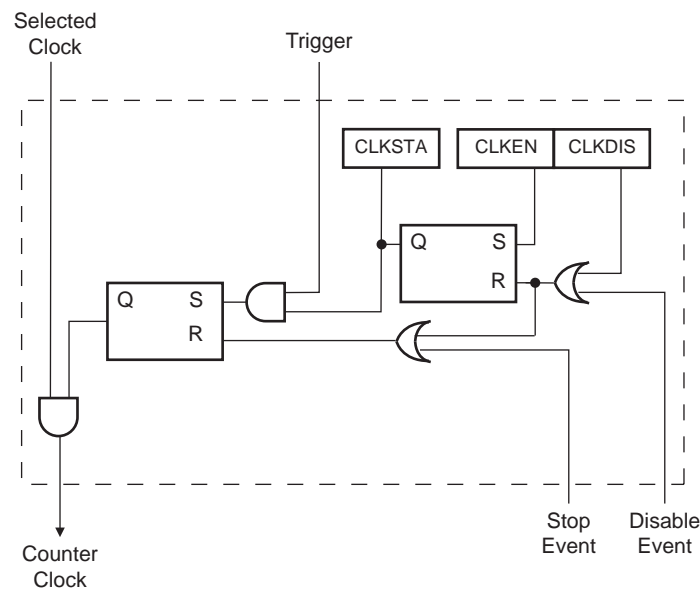 Selected
Clock
Trigger
CLKSTA
CLKEN
CLKDIS
Q
S
R
Q
S
R
Stop
Event
Disable
Event
Counter
Clock